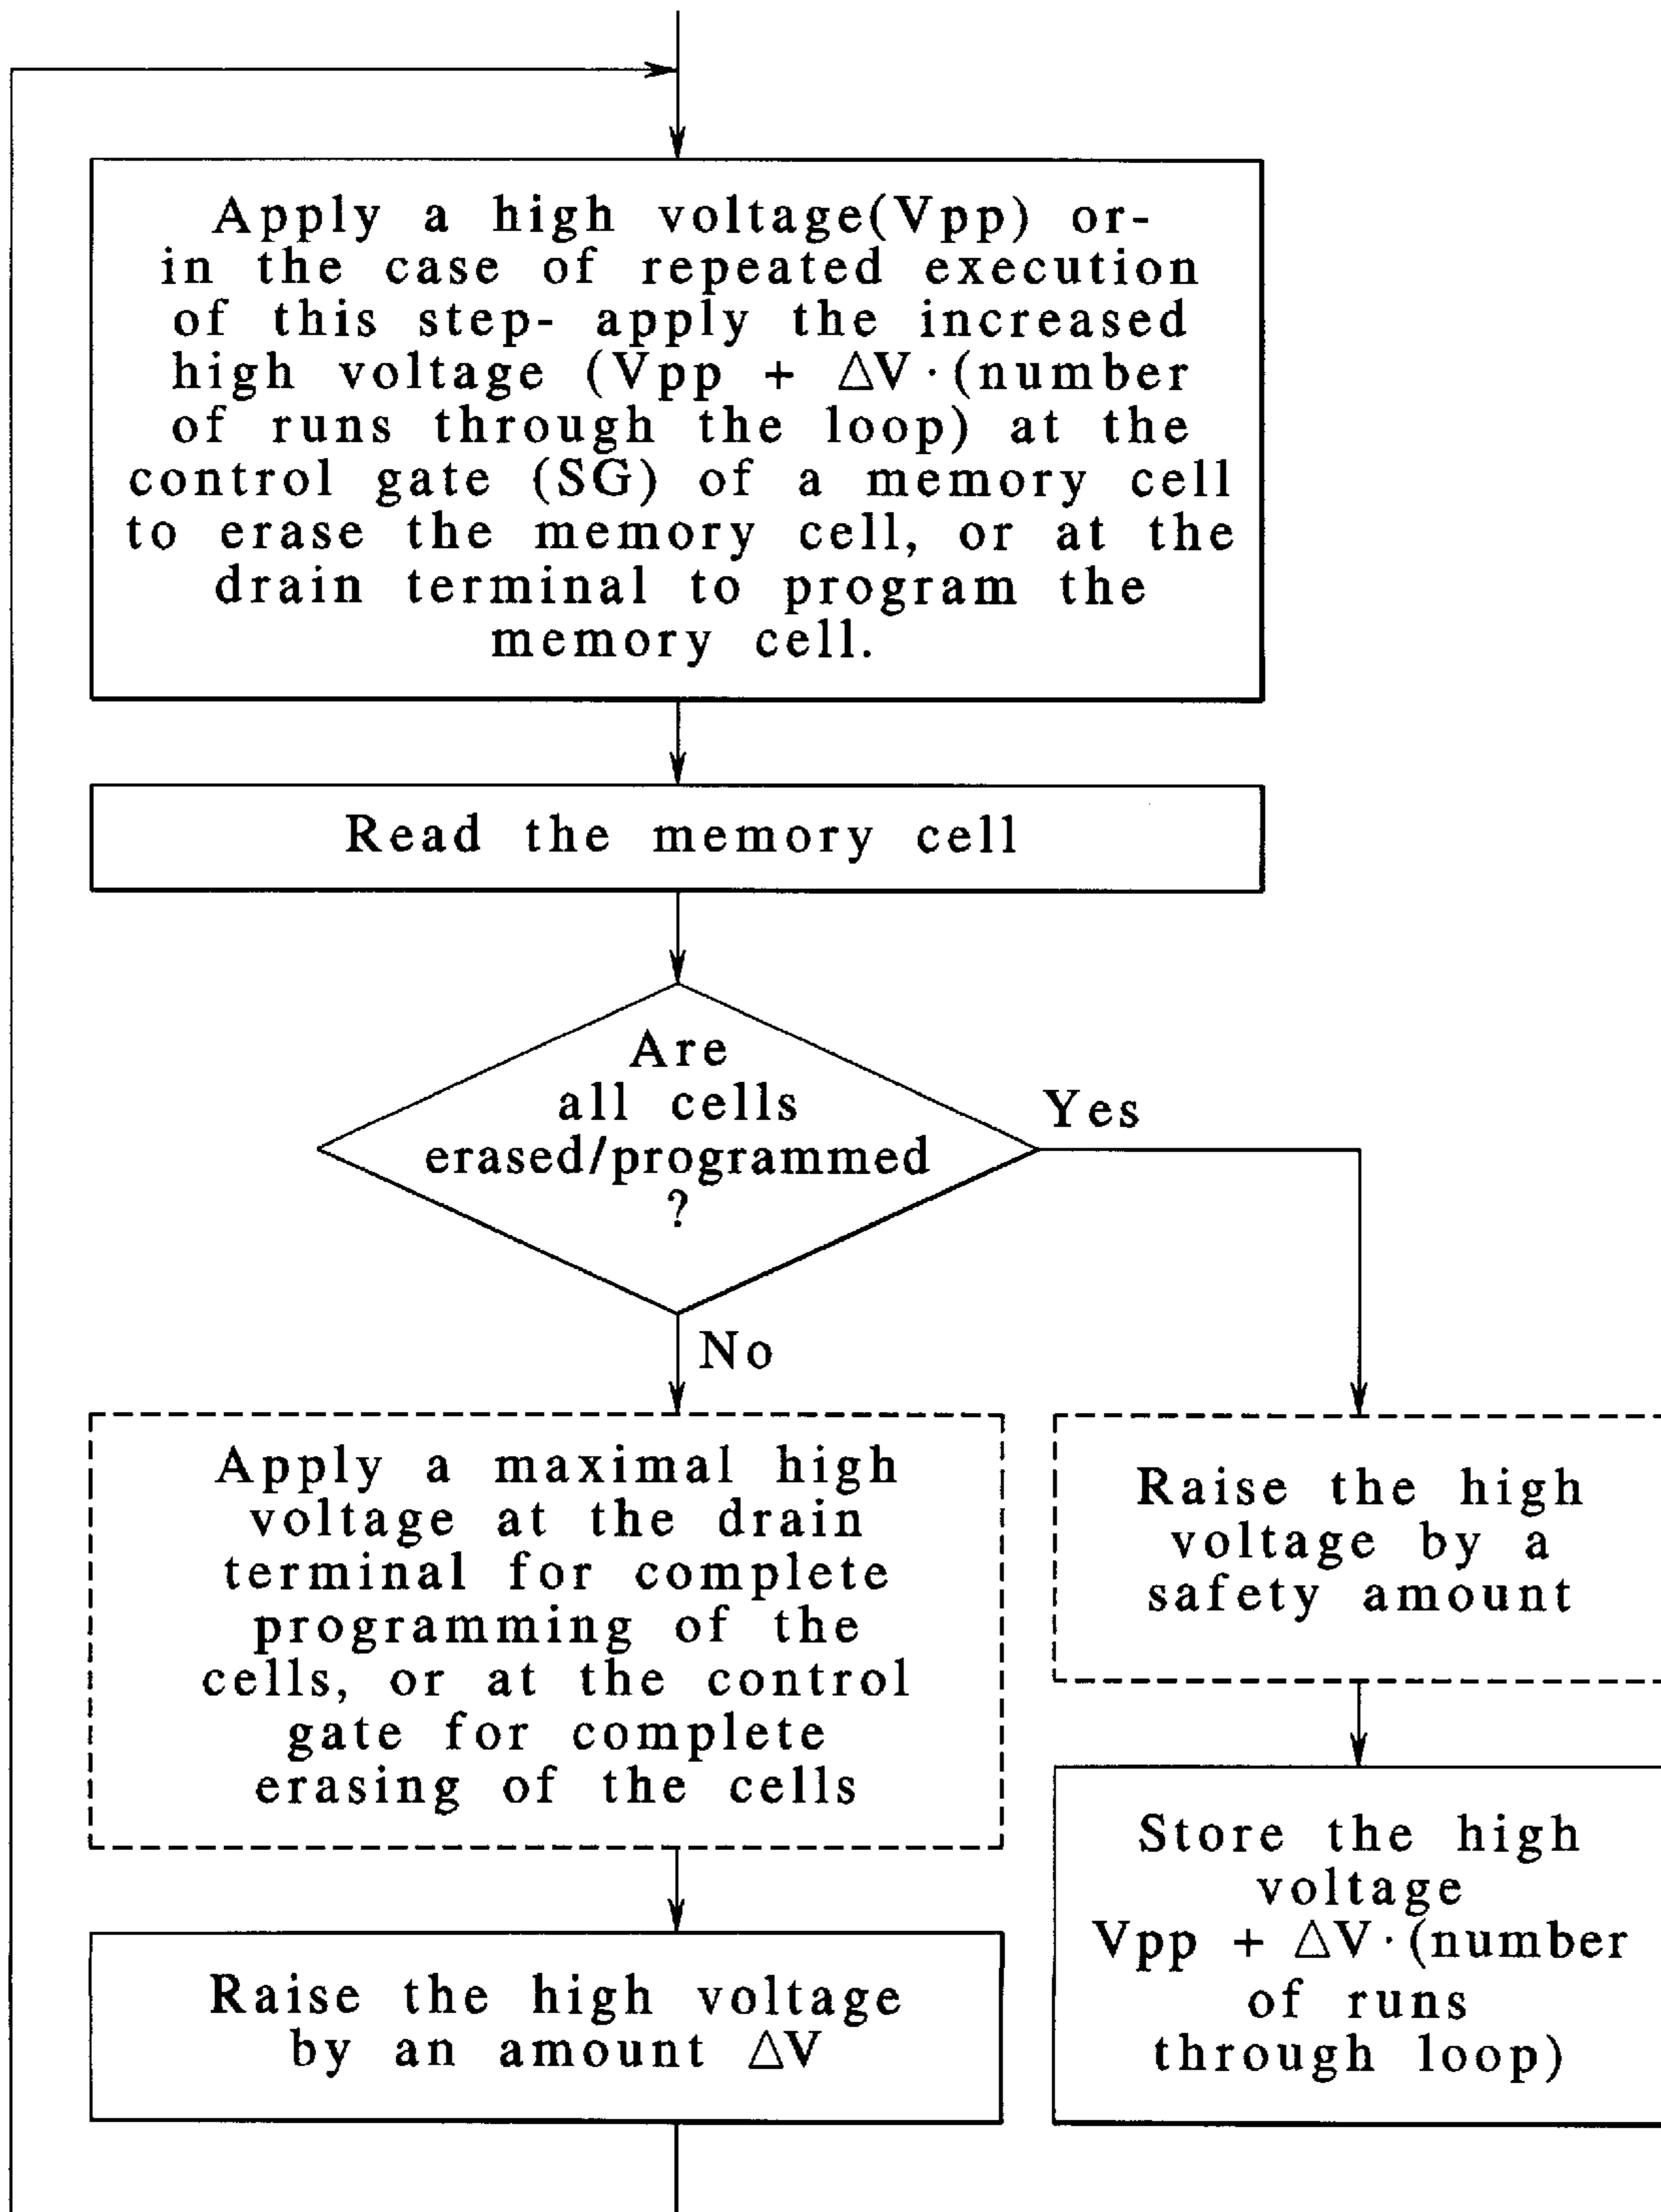 Apply a high voltage(Vpp) or-
in the case of repeated execution
of this step- apply the increased
high voltage (Vpp + △V·(number
of runs through the loop) at the
control gate (SG) of a memory cell
to erase the memory cell, or at the
drain terminal to program the
memory cell.
Read the memory cell
Are
all cells
erased/programmed
?
Yes
No
Apply a maximal high
voltage at the drain
terminal for complete
programming of the
cells, or at the control
gate for complete
erasing of the cells
Raise the high voltage
by an amount △V
Raise the high
voltage by a
safety amount
Store the high
voltage
Vpp + △V·(number
of runs
through loop)